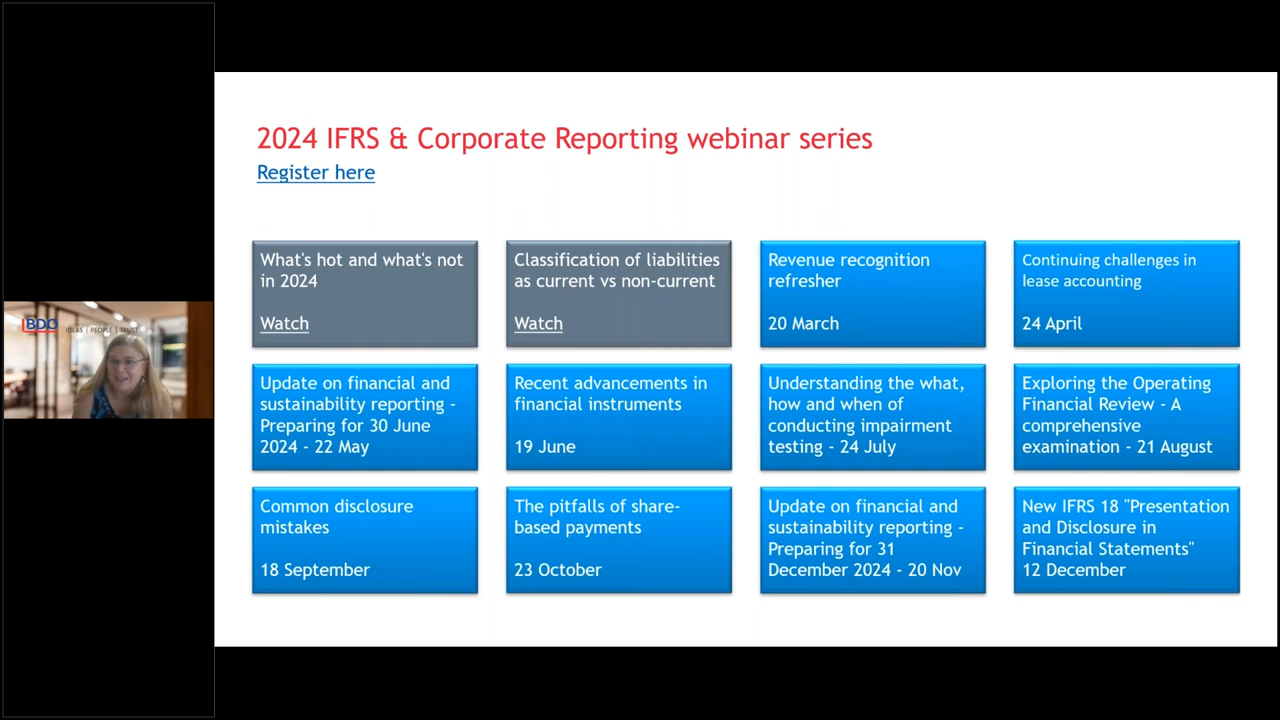 2024 IFRS & Corporate Reporting webinar series
Register here
What's hot and what's not
in 2024
Watch
Classification of liabilities
as current vs non-current
Watch
Revenue recognition
refresher
20 March
Continuing challenges in
lease accounting
24 April
Update on financial and
sustainability reporting -
Preparing for 30 June
2024 - 22 May
Recent advancements in
financial instruments
19 June
Understanding the what,
how and when of
conducting impairment
testing - 24 July
Exploring the Operating
Financial Review - A
comprehensive
examination - 21 August
Common disclosure
mistakes
18 September
The pitfalls of share-
based payments
23 October
Update on financial and
sustainability reporting -
Preparing for 31
December 2024 - 20 Nov
New IFRS 18 "Presentation
and Disclosure in
Financial Statements"
12 December
BDO
IDEAS | PEOPLE | TRUST